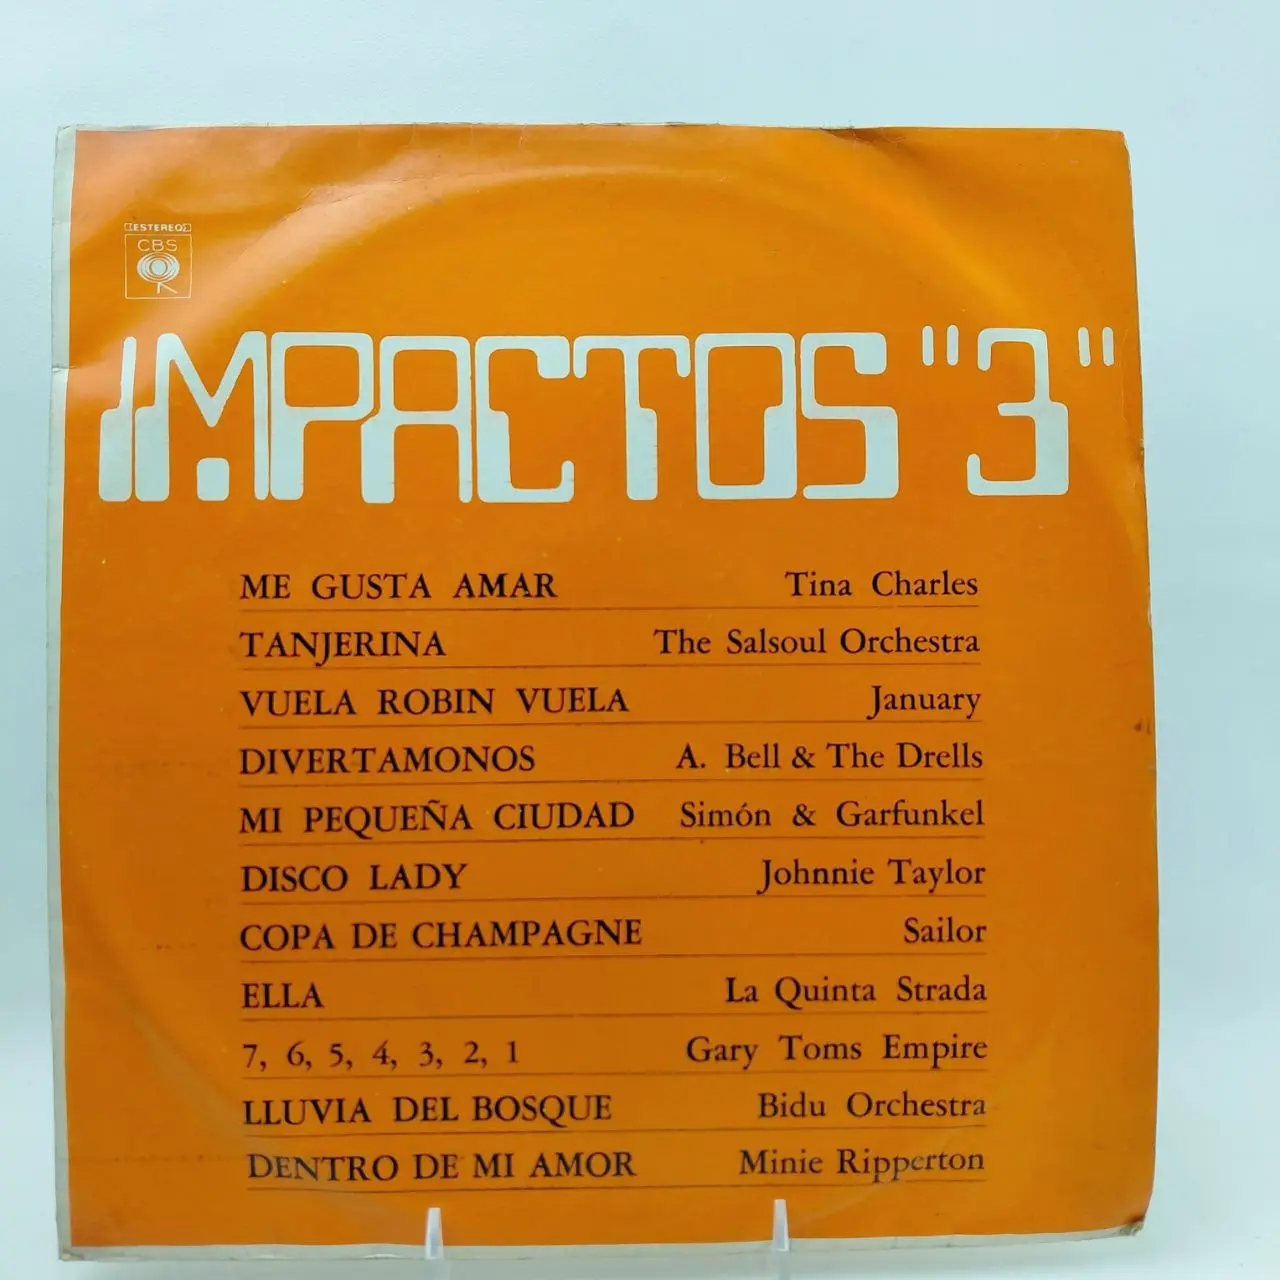 ESTEREO
CBS
IMPACTOS "3"
ME GUSTA AMAR Tina Charles
TANJERINA The Salsoul Orchestra
VUELA ROBIN VUELA January
DIVERTAMONOS A. Bell & The Drells
MI PEQUEÑA CIUDAD Simón & Garfunkel
DISCO LADY Johnnie Taylor
COPA DE CHAMPAGNE Sailor
ELLA La Quinta Strada
7, 6, 5, 4, 3, 2, 1 Gary Toms Empire
LLUVIA DEL BOSQUE Bidu Orchestra
DENTRO DE MI AMOR Minie Ripperton